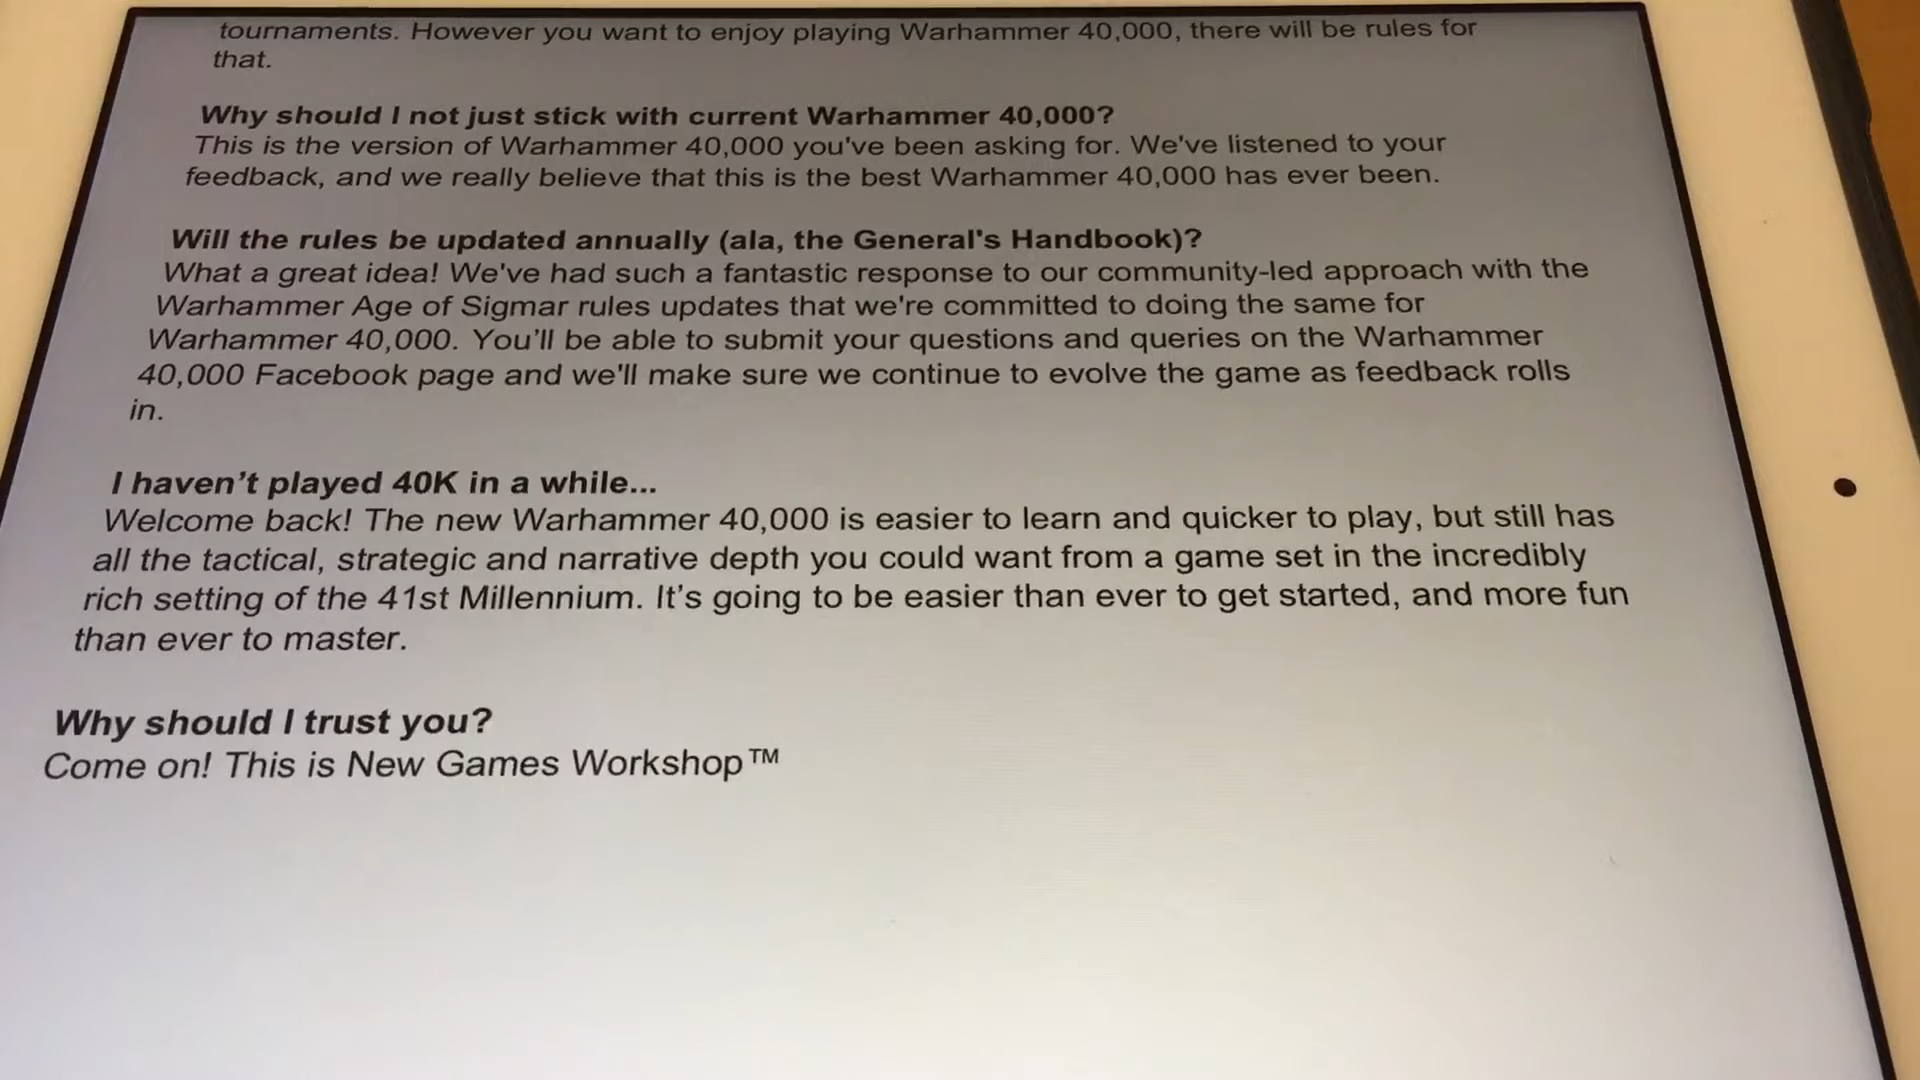 tournaments. However you want to enjoy playing Warhammer 40,000, there will be rules for
that.
Why should I not just stick with current Warhammer 40,000?
This is the version of Warhammer 40,000 you've been asking for. We've listened to your
feedback, and we really believe that this is the best Warhammer 40,000 has ever been.
Will the rules be updated annually (ala, the General's Handbook)?
What a great idea! We've had such a fantastic response to our community-led approach with the
Warhammer Age of Sigmar rules updates that we're committed to doing the same for
Warhammer 40,000. You'll be able to submit your questions and queries on the Warhammer
40,000 Facebook page and we'll make sure we continue to evolve the game as feedback rolls
in.
I haven’t played 40K in a while...
Welcome back! The new Warhammer 40,000 is easier to learn and quicker to play, but still has
all the tactical, strategic and narrative depth you could want from a game set in the incredibly
rich setting of the 41st Millennium. It’s going to be easier than ever to get started, and more fun
than ever to master.
Why should I trust you?
Come on! This is New Games Workshop™